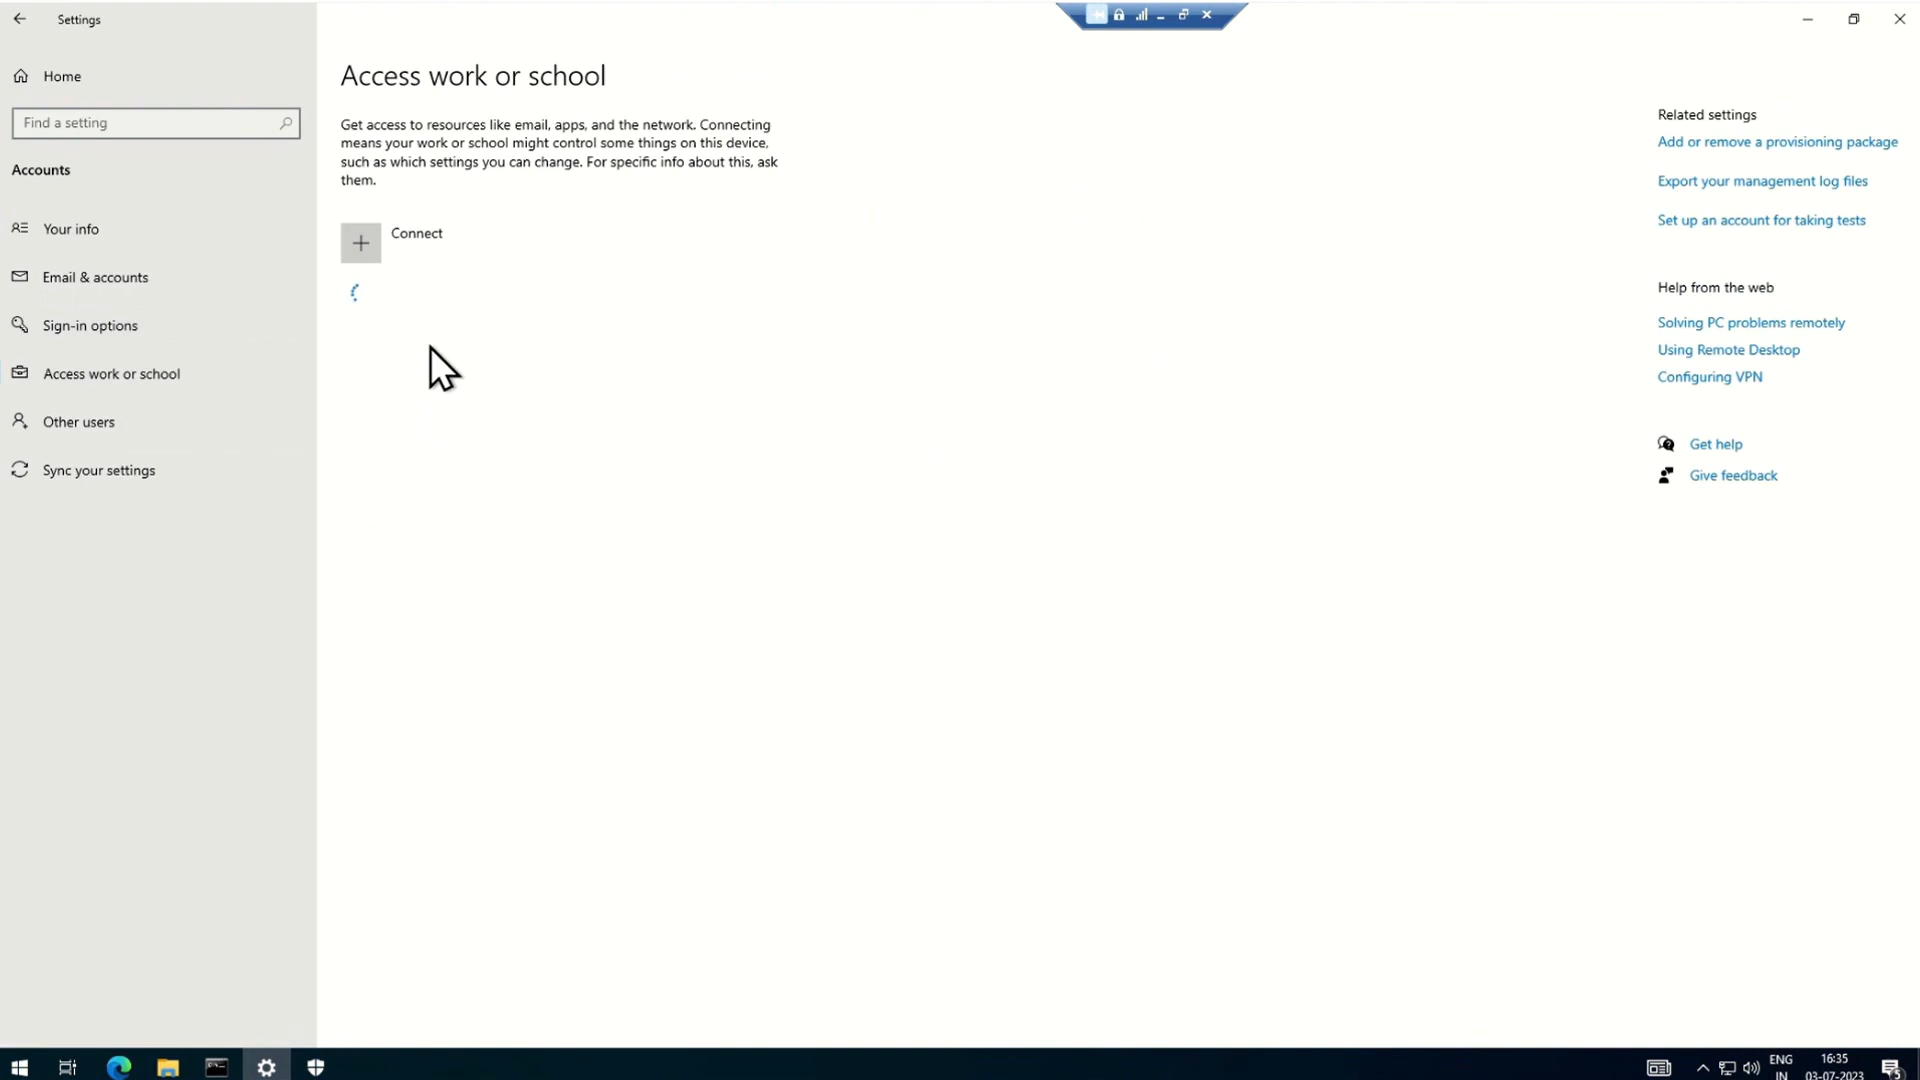 Settings
Home
Find a setting
Accounts
Your info
Email & accounts
Sign-in options
Access work or school
Other users
Sync your settings
Access work or school
Get access to resources like email, apps, and the network. Connecting
means your work or school might control some things on this device,
such as which settings you can change. For specific info about this, ask
them.
Connect
Related settings
Add or remove a provisioning package
Export your management log files
Set up an account for taking tests
Help from the web
Solving PC problems remotely
Using Remote Desktop
Configuring VPN
Get help
Give feedback
ENG
IN
16:35
03-07-2023
5